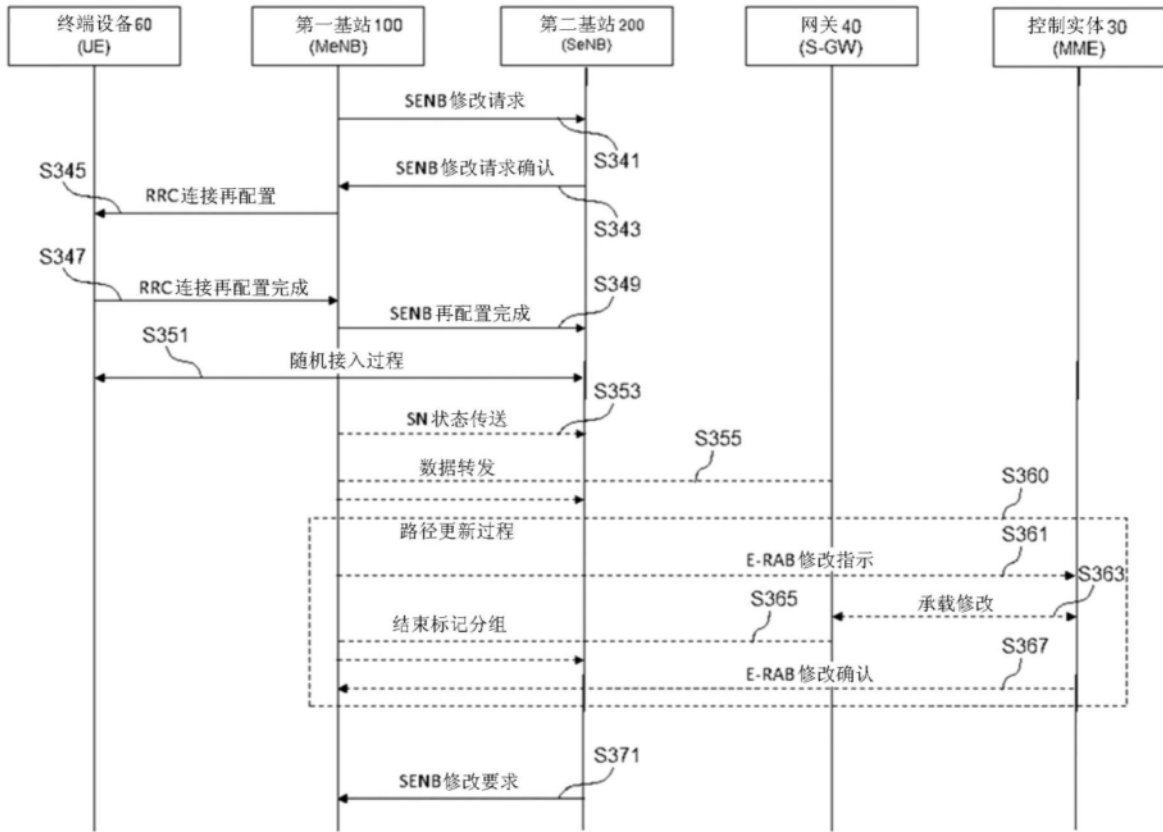 终端设备60
(UE)
第一基站100
(MeNB)
第二基站200
(SeNB)
网关40
(S-GW)
控制实体30
(MME)
SENB修改请求
S341
S345
SENB修改请求确认
RRC连接再配置
S343
S347
RRC连接再配置完成
S349
SENB再配置完成
S351
随机接入过程
S353
SN状态传送
S355
数据转发
S360
路径更新过程
S361
E-RAB修改指示
S363
S365
承载修改
结束标记分组
S367
E-RAB修改确认
S371
SENB修改要求